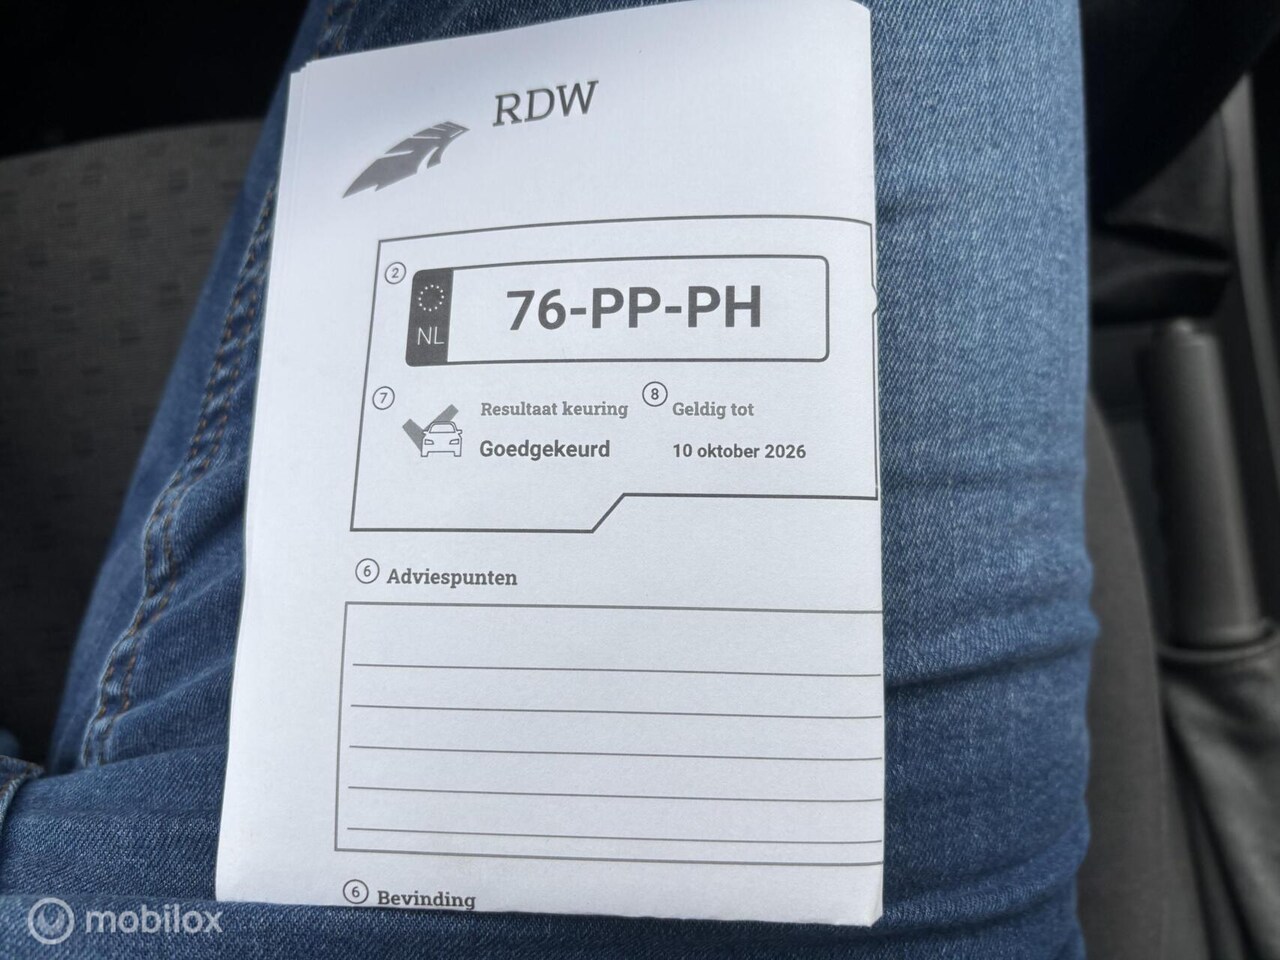 RDW
2
NL
76-PP-PH
7
Resultaat keuring
8
Geldig tot
Goedgekeurd
10 oktober 2026
6 Adviespunten
6 Bevinding
mobilox